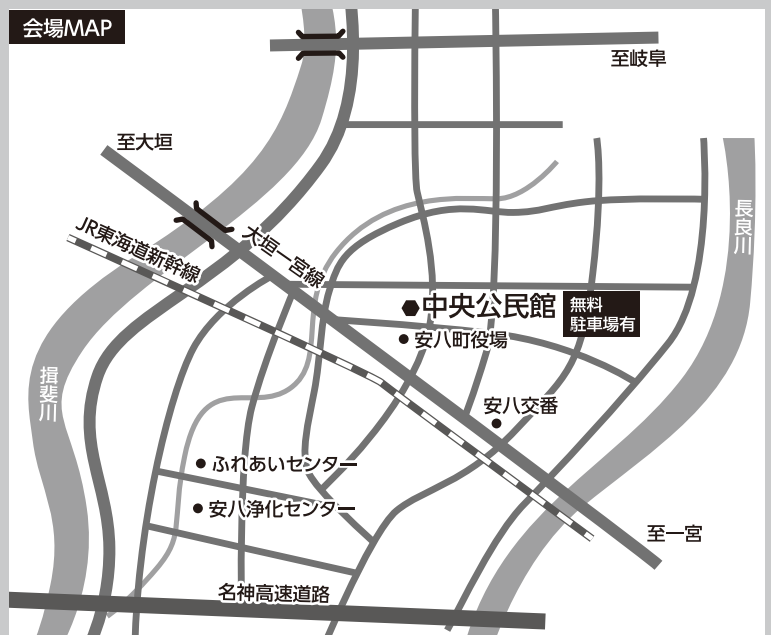 会場MAP
至岐阜
至大垣
JR東海道新幹線
大垣一宮線
長良川
中央公民館
無料
駐車場有
安八町役場
揖斐川
安八交番
ふれあいセンター
安八浄化センター
至一宮
名神高速道路